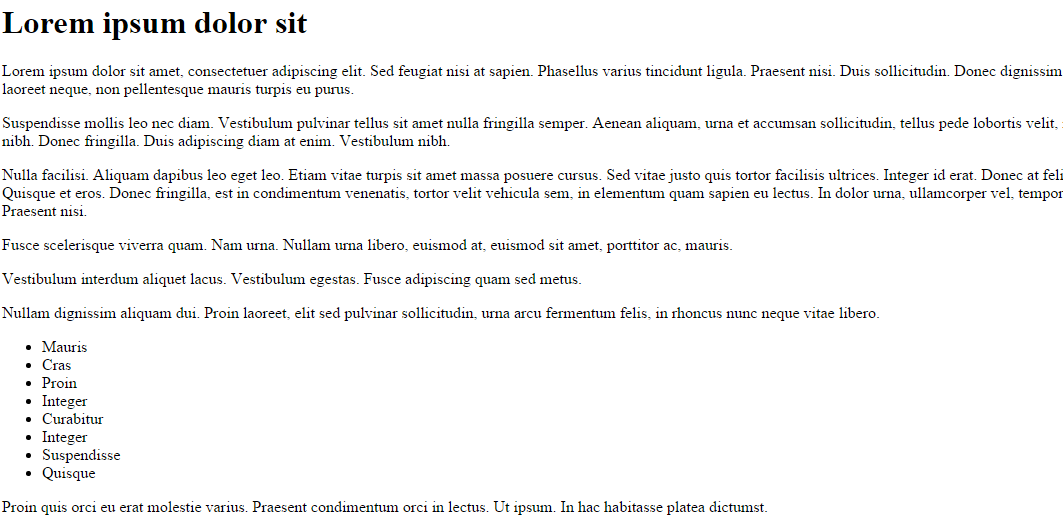 Lorem ipsum dolor sit
Lorem ipsum dolor sit amet, consectetuer adipiscing elit. Sed feugiat nisi at sapien. Phasellus varius tincidunt ligula. Praesent nisi. Duis sollicitudin. Donec dignissim
laoreet neque, non pellentesque mauris turpis eu purus.
Suspendisse mollis leo nec diam. Vestibulum pulvinar tellus sit amet nulla fringilla semper. Aenean aliquam, urna et accumsan sollicitudin, tellus pede lobortis velit,
nibh. Donec fringilla. Duis adipiscing diam at enim. Vestibulum nibh.
Nulla facilisi. Aliquam dapibus leo eget leo. Etiam vitae turpis sit amet massa posuere cursus. Sed vitae justo quis tortor facilisis ultrices. Integer id erat. Donec at feli
Quisque et eros. Donec fringilla, est in condimentum venenatis, tortor velit vehicula sem, in elementum quam sapien eu lectus. In dolor urna, ullamcorper vel, tempor
Praesent nisi.
Fusce scelerisque viverra quam. Nam urna. Nullam urna libero, euismod at, euismod sit amet, porttitor ac, mauris.
Vestibulum interdum aliquet lacus. Vestibulum egestas. Fusce adipiscing quam sed metus.
Nullam dignissim aliquam dui. Proin laoreet, elit sed pulvinar sollicitudin, urna arcu fermentum felis, in rhoncus nunc neque vitae libero.
• Mauris
• Cras
• Proin
• Integer
• Curabitur
• Integer
• Suspendisse
• Quisque
Proin quis orci eu erat molestie varius. Praesent condimentum orci in lectus. Ut ipsum. In hac habitasse platea dictumst.